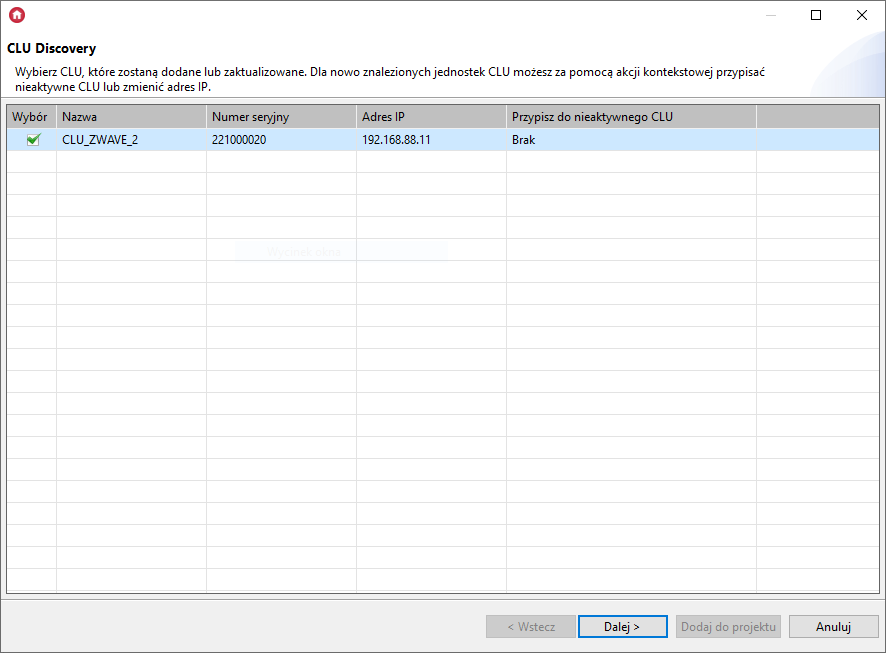 CLU Discovery
Wybierz CLU, które zostaną dodane lub zaktualizowane. Dla nowo znalezionych jednostek CLU możesz za pomocą akcji kontekstowej przypisać
nieaktywne CLU lub zmienić adres IP.
Wybór Nazwa Numer seryjny Adres IP Przypisz do nieaktywnego CLU
CLU_ZWAVE_2 221000020 192.168.88.11 Brak
Wycinek okna
< Wstecz Dalej > Dodaj do projektu Anuluj